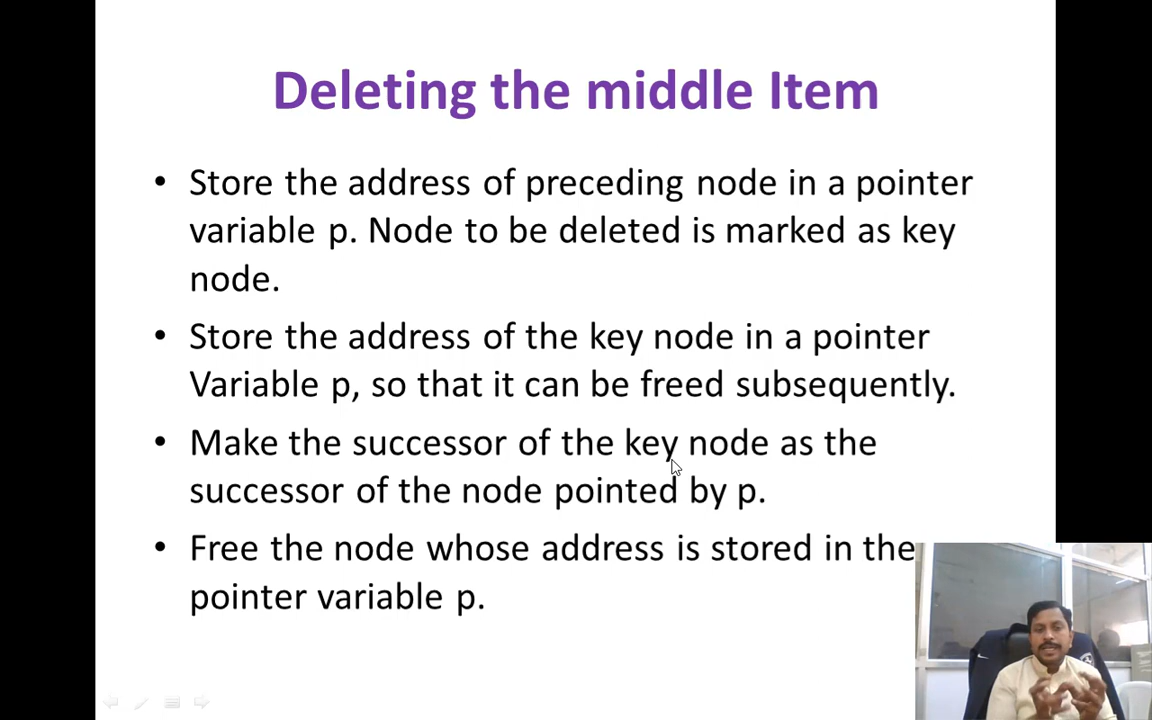 Deleting the middle Item
• Store the address of preceding node in a pointer
variable p. Node to be deleted is marked as key
node.
• Store the address of the key node in a pointer
Variable p, so that it can be freed subsequently.
• Make the successor of the key node as the
successor of the node pointed by p.
• Free the node whose address is stored in the
pointer variable p.